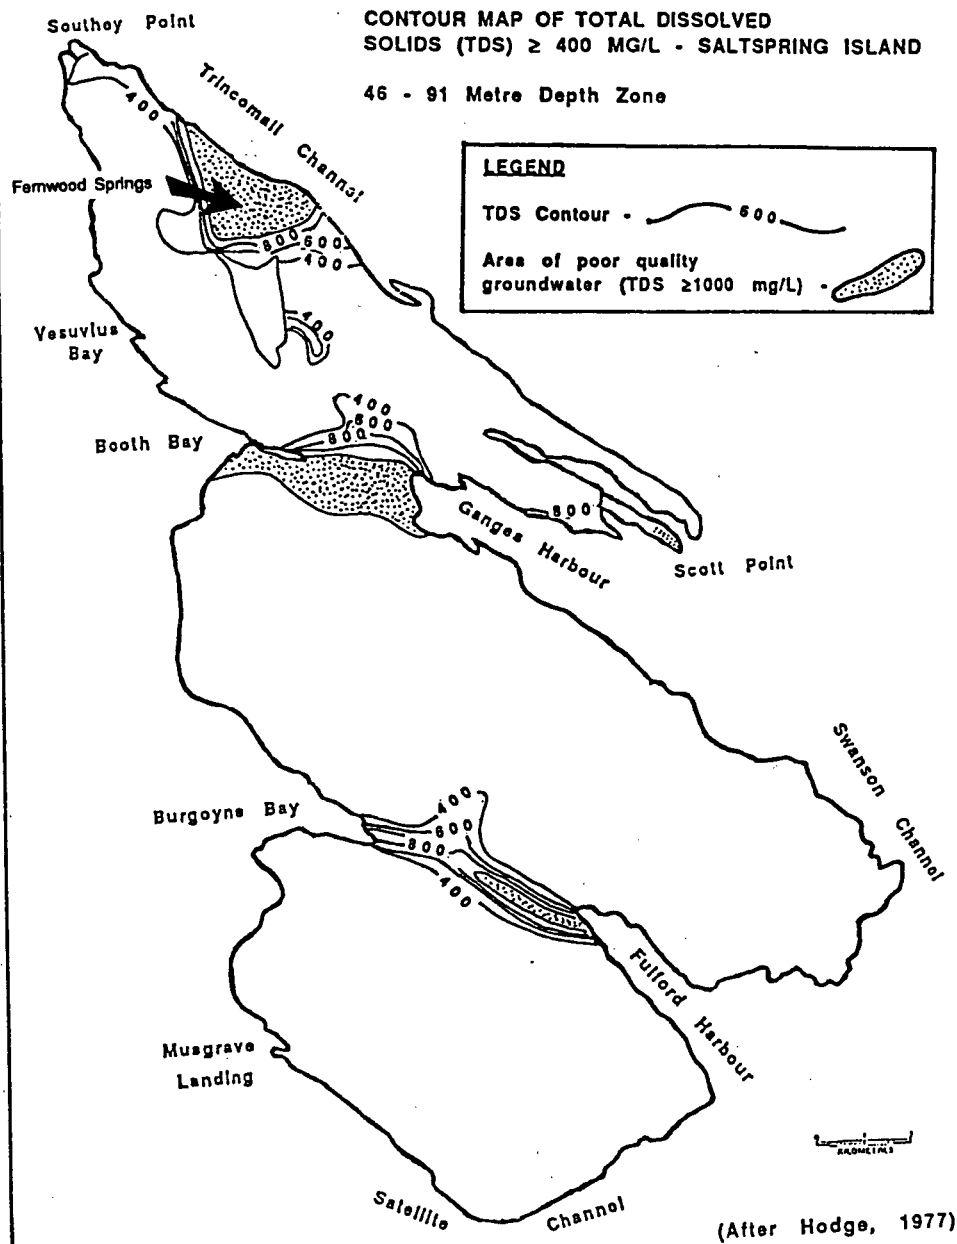 CONTOUR MAP OF TOTAL DISSOLVED
SOLIDS (TDS) ≥ 400 MG/L - SALTSPRING ISLAND
46 - 91 Metre Depth Zone
Southey Point
Trincomali Channel
400
Fernwood Springs
800 600
400
LEGEND
TDS Contour - 600
Area of poor quality
groundwater (TDS ≥1000 mg/L) -
Vesuvius
Bay
400
400
600
800
Booth Bay
Ganges Harbour
800
Scott Point
Swanson Channel
Burgoyne Bay
400
600
800
400
Fulford Harbour
Musgrave
Landing
KILOMETRES
Satellite Channel
(After Hodge, 1977)